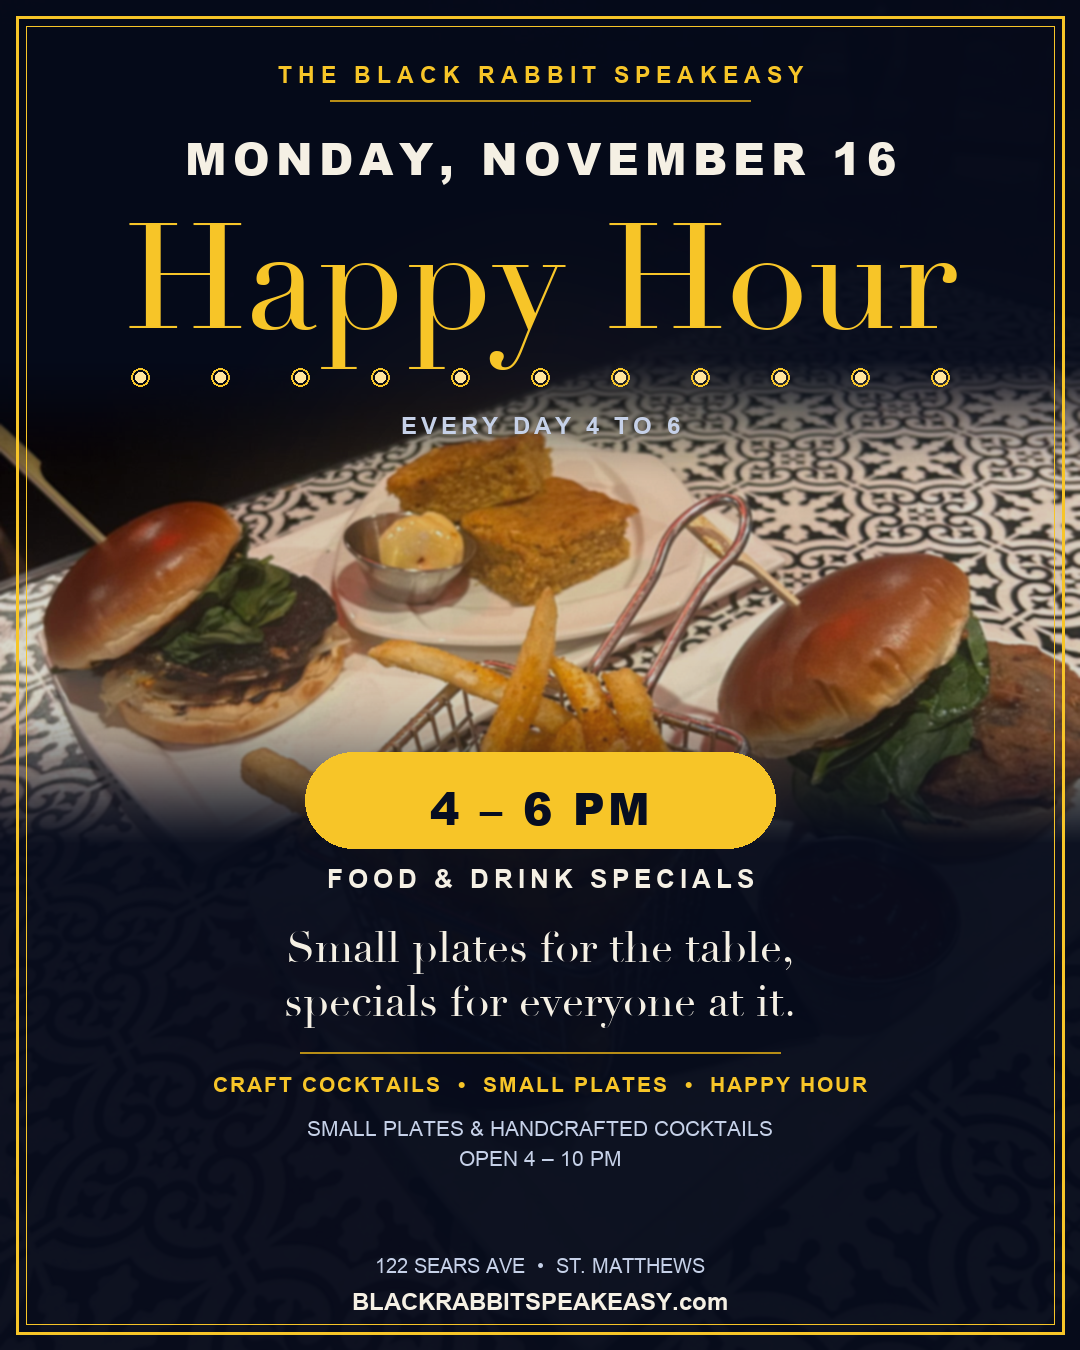 THE BLACK RABBIT SPEAKEASY
MONDAY, NOVEMBER 16
Happy Hour
EVERY DAY 4 TO 6
4 – 6 PM
FOOD & DRINK SPECIALS
Small plates for the table,
specials for everyone at it.
CRAFT COCKTAILS • SMALL PLATES • HAPPY HOUR
SMALL PLATES & HANDCRAFTED COCKTAILS
OPEN 4 – 10 PM
122 SEARS AVE • ST. MATTHEWS
BLACKRABBITSPEAKEASY.com